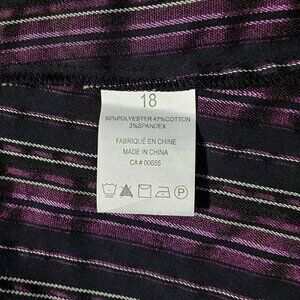 18
50%POLYESTER 47%COTTON
3%SPANDEX
FABRIQUÉ EN CHINE
MADE IN CHINA
CA# 00655
P